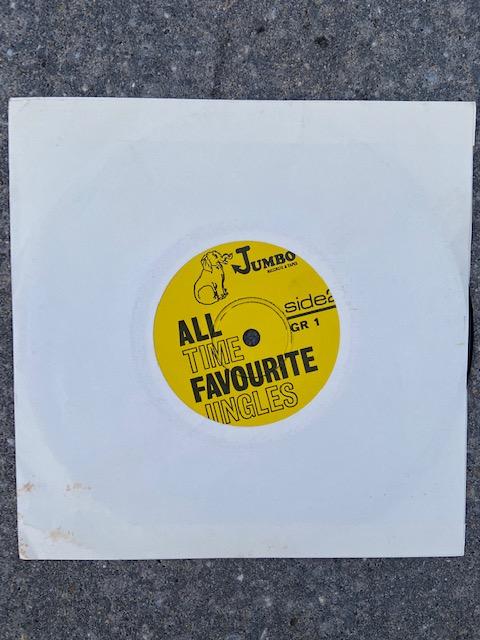 JUMBO
RECORDS & TAPES
side2
GR 1
ALL
TIME
FAVOURITE
JINGLES